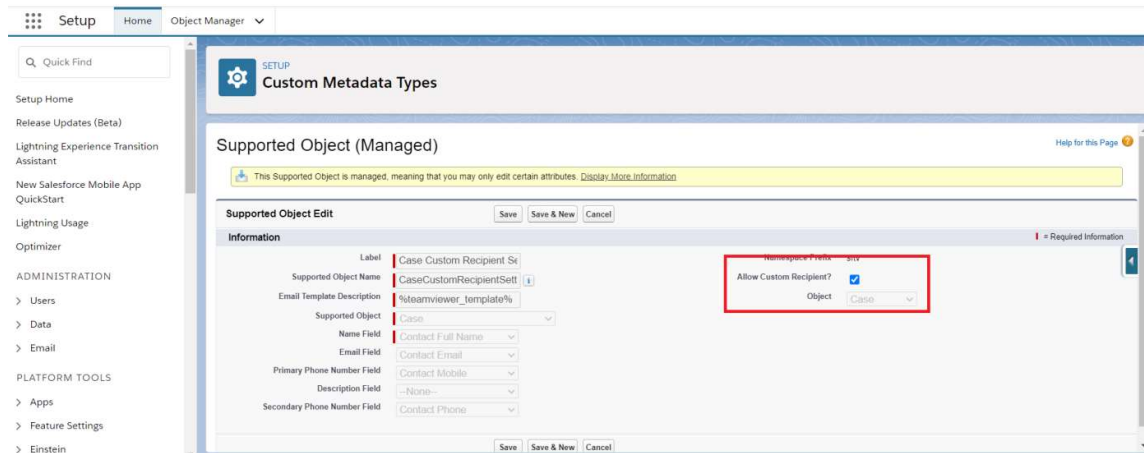 Setup
Home
Object Manager
Quick Find
Setup Home
Release Updates (Beta)
Lightning Experience Transition
Assistant
New Salesforce Mobile App
QuickStart
Lightning Usage
Optimizer
ADMINISTRATION
Users
Data
Email
PLATFORM TOOLS
Apps
Feature Settings
Einstein
SETUP
Custom Metadata Types
Supported Object (Managed)
Help for this Page
This Supported Object is managed, meaning that you may only edit certain attributes. Display More Information
Supported Object Edit
Save Save & New Cancel
Information
= Required Information
Label Case Custom Recipient Se
Supported Object Name CaseCustomRecipientSett
Email Template Description %teamviewer_template%
Supported Object Case
Name Field Contact Full Name
Email Field Contact Email
Primary Phone Number Field Contact Mobile
Description Field --None--
Secondary Phone Number Field Contact Phone
Namespace Prefix
Allow Custom Recipient?
Object Case
Save Save & New Cancel